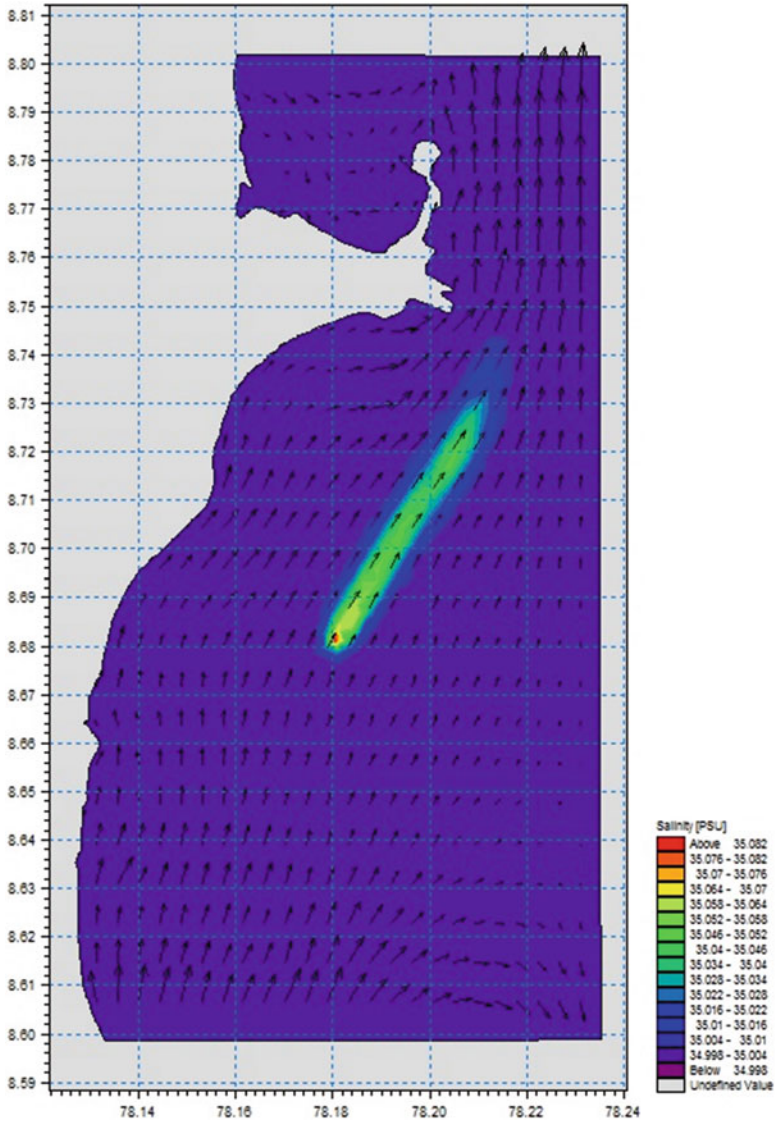 8.81
8.80
8.79
8.78
8.77
8.76
8.75
8.74
8.73
8.72
8.71
8.70
8.69
8.68
8.67
8.66
8.65
8.64
8.63
8.62
8.61
8.60
8.59
78.14 78.16 78.18 78.20 78.22 78.24
Salinity [PSU]
Above 35.082
35.076 - 35.082
35.07 - 35.076
35.064 - 35.07
35.058 - 35.064
35.052 - 35.058
35.046 - 35.052
35.04 - 35.046
35.034 - 35.04
35.028 - 35.034
35.022 - 35.028
35.016 - 35.022
35.01 - 35.016
35.004 - 35.01
34.998 - 35.004
Below 34.998
Undefined Value